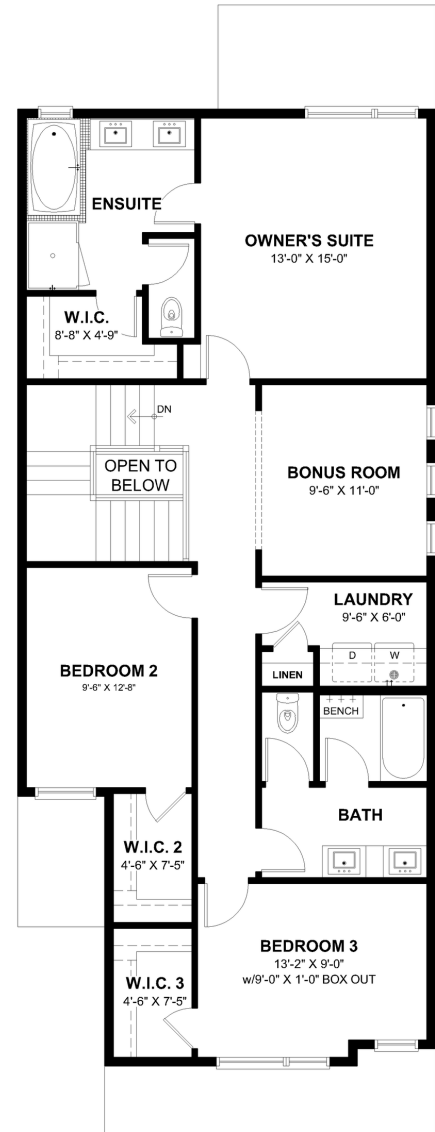 ENSUITE
OWNER'S SUITE
13'-0" X 15'-0"
W.I.C.
8'-8" X 4'-9"
DN
OPEN TO
BELOW
BONUS ROOM
9'-6" X 11'-0"
LAUNDRY
9'-6" X 6'-0"
D
W
LINEN
BEDROOM 2
9'-6" X 12'-8"
BENCH
BATH
W.I.C. 2
4'-6" X 7'-5"
BEDROOM 3
13'-2" X 9'-0"
w/9'-0" X 1'-0" BOX OUT
W.I.C. 3
4'-6" X 7'-5"